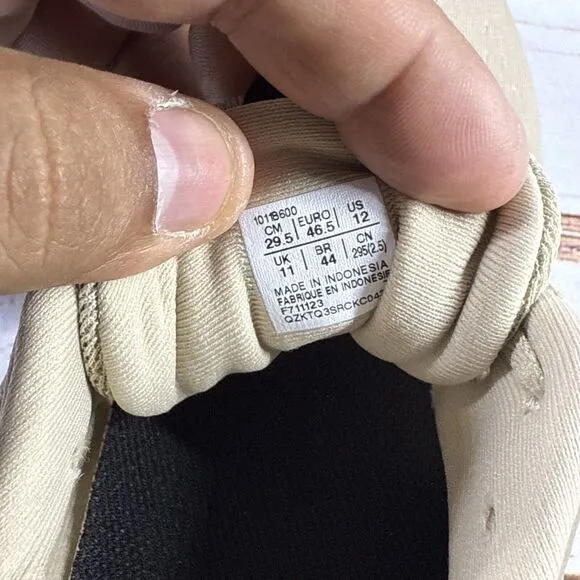 1011B600
CM | EURO | US
29.5 | 46.5 | 12
UK | BR | CN
11 | 44 | 295(2.5)
MADE IN INDONESIA
FABRIQUE EN INDONESIE
F711123